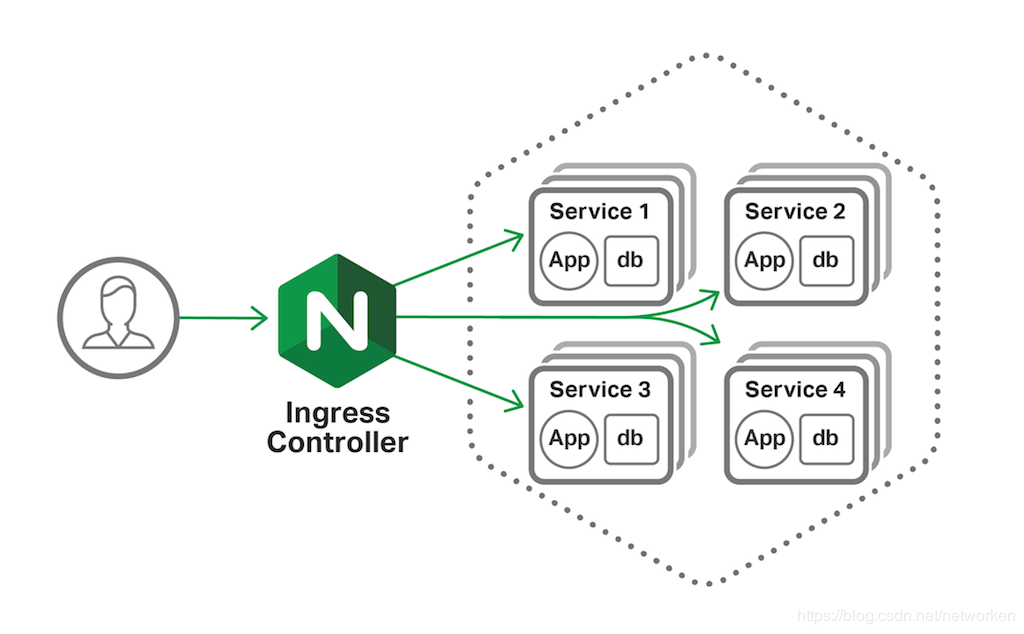 Service 1
App
db
Service 2
App
db
N
Ingress
Controller
Service 3
App
db
Service 4
App
db
https://blog.csdn.net/networken